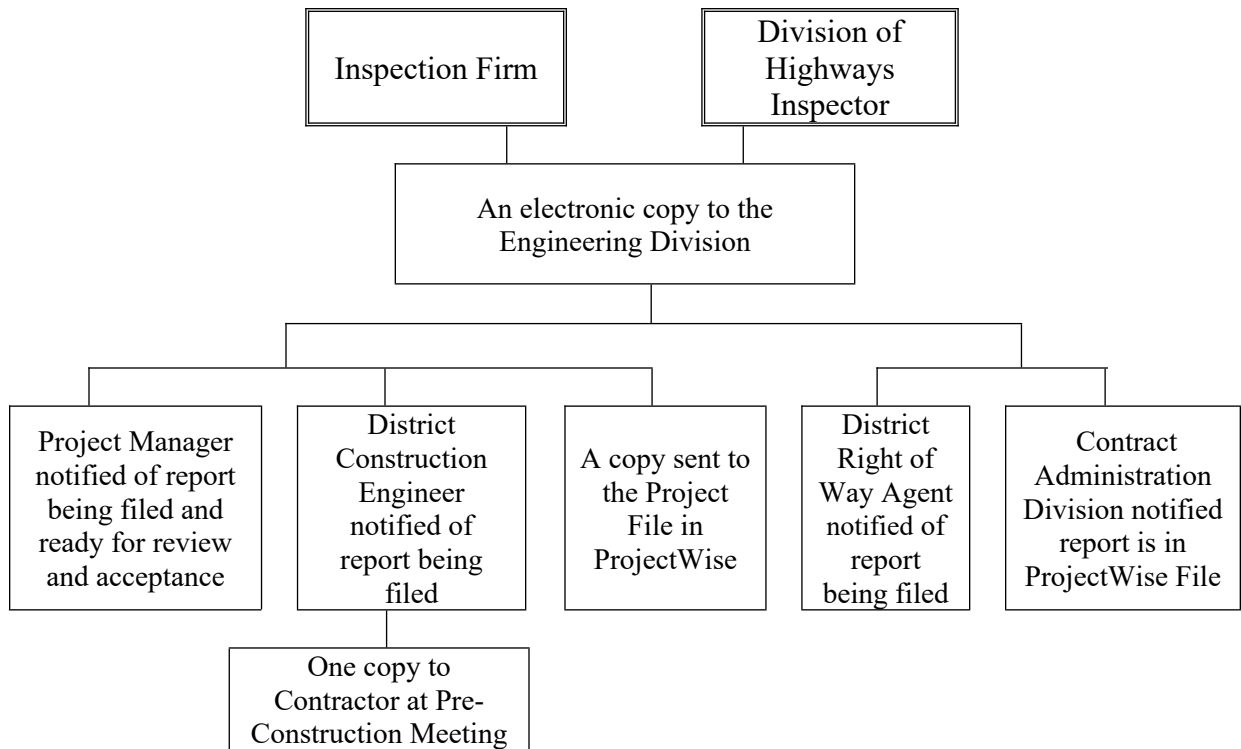 Inspection Firm
Division of
Highways
Inspector
An electronic copy to the
Engineering Division
Project Manager
notified of report
being filed and
ready for review
and acceptance
District
Construction
Engineer
notified of
report being
filed
A copy sent to
the Project
File in
ProjectWise
District
Right of
Way Agent
notified of
report
being filed
Contract
Administration
Division notified
report is in
ProjectWise File
One copy to
Contractor at Pre-
Construction Meeting